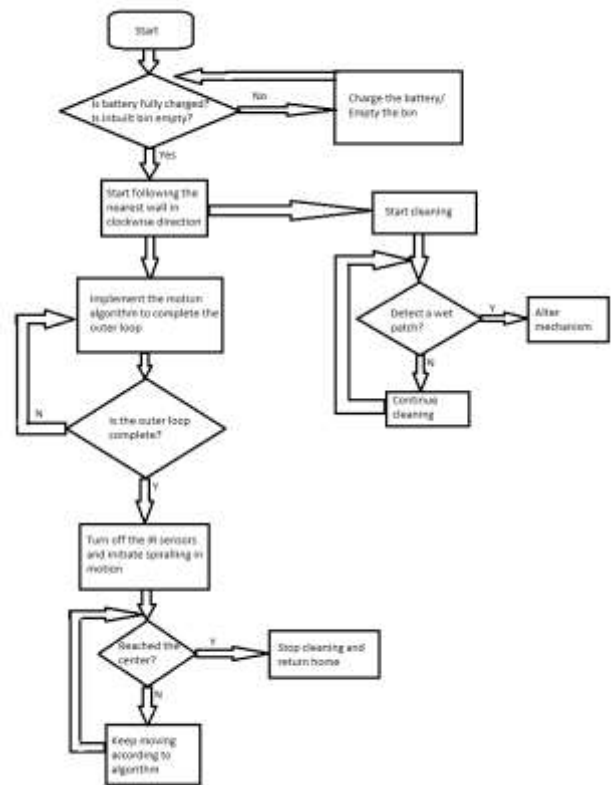 Start
Is battery fully charged?
Is inbuilt bin empty?
No
Charge the battery/
Empty the bin
Yes
Start following the
nearest wall in
clockwise direction
Start cleaning
Implement the motion
algorithm to complete the
outer loop
Detect a wet
patch?
Y
Alter
mechanism
N
Continue
cleaning
N
Is the outer loop
complete?
Y
Turn off the IR sensors
and initiate spiralling in
motion
Reached the
center?
Y
Stop cleaning and
return home
N
Keep moving
according to
algorithm